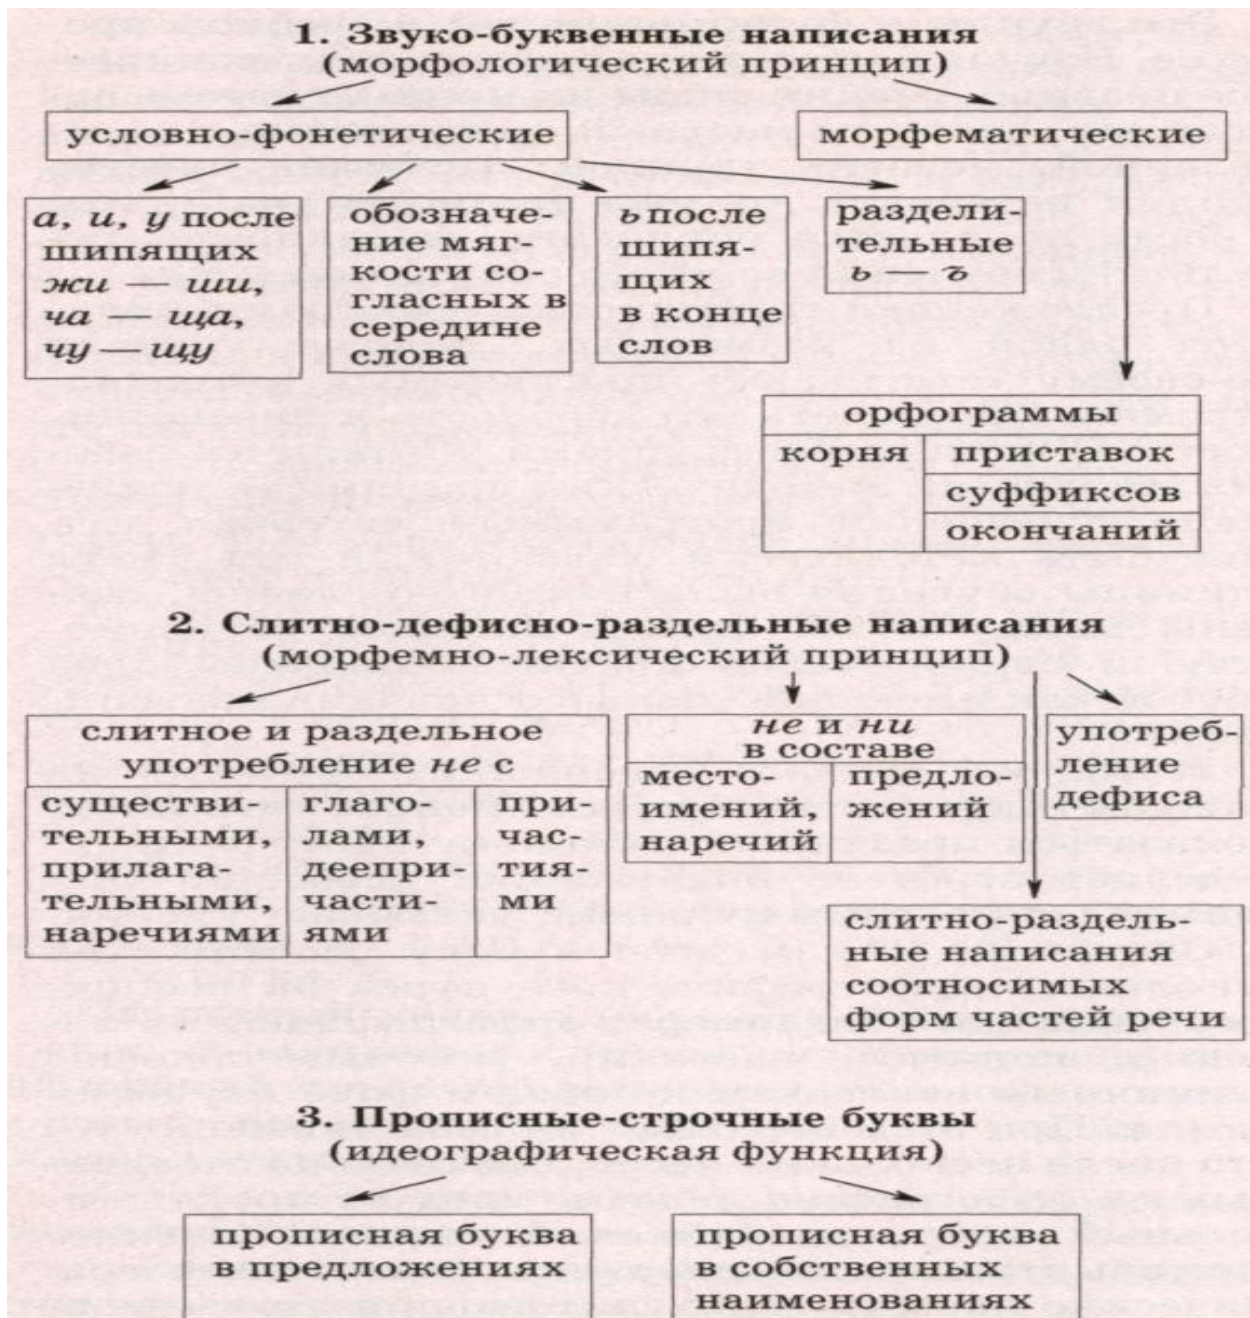 1. Звуко-буквенные написания
(морфологический принцип)
условно-фонетические
морфематические
а, и, у после
шипящих
жи — ши,
ча — ща,
чу — щу
обозначе-
ние мяг-
кости со-
гласных в
середине
слова
ь после
шипя-
щих
в конце
слов
раздели-
тельные
ь — ъ
орфограммы
корня
приставок
суффиксов
окончаний
2. Слитно-дефисно-раздельные написания
(морфемно-лексический принцип)
слитное и раздельное
употребление не с
существи-
тельными,
прилага-
тельными,
наречиями
глаго-
лами,
деепри-
части-
ями
при-
час-
тия-
ми
не и ни
в составе
место-
имений,
наречий
предло-
жений
употреб-
ление
дефиса
слитно-раздель-
ные написания
соотносимых
форм частей речи
3. Прописные-строчные буквы
(идеографическая функция)
прописная буква
в предложениях
прописная буква
в собственных
наименованиях